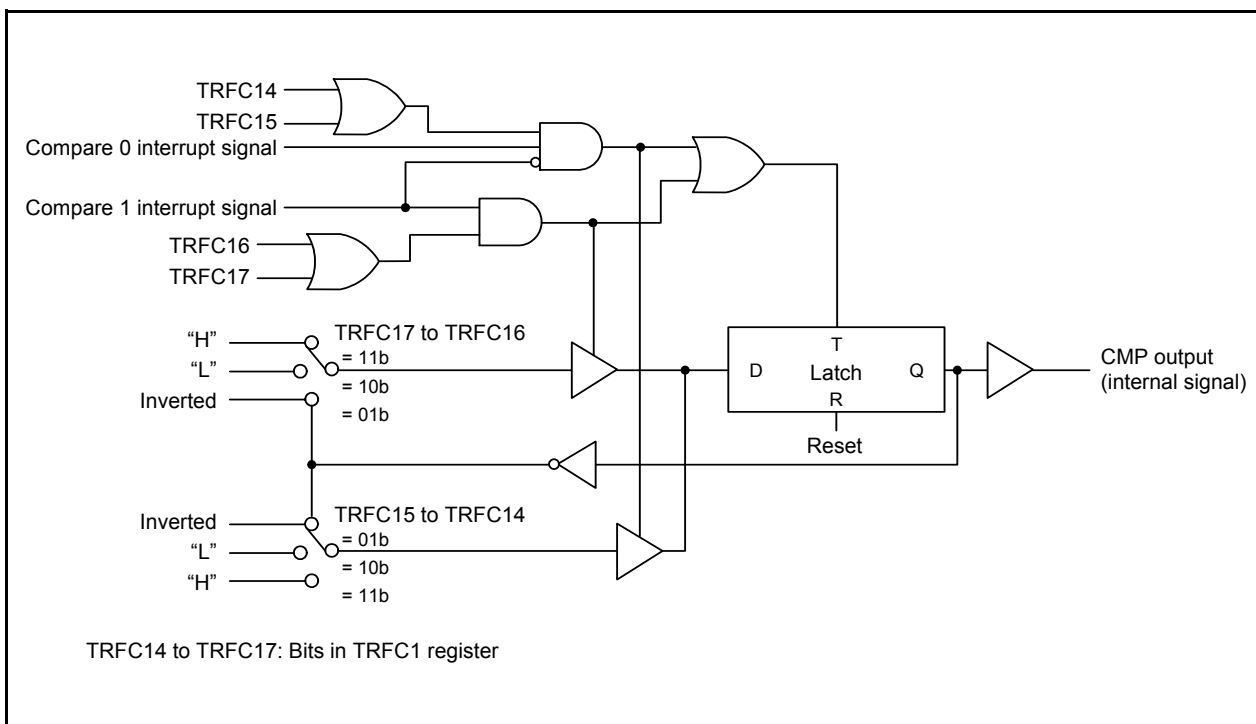 TRFC14
TRFC15
Compare 0 interrupt signal
Compare 1 interrupt signal
TRFC16
TRFC17
“H”
“L”
Inverted
TRFC17 to TRFC16
= 11b
= 10b
= 01b
D
T
Latch
R
Q
Reset
CMP output
(internal signal)
Inverted
“L”
“H”
TRFC15 to TRFC14
= 01b
= 10b
= 11b
TRFC14 to TRFC17: Bits in TRFC1 register